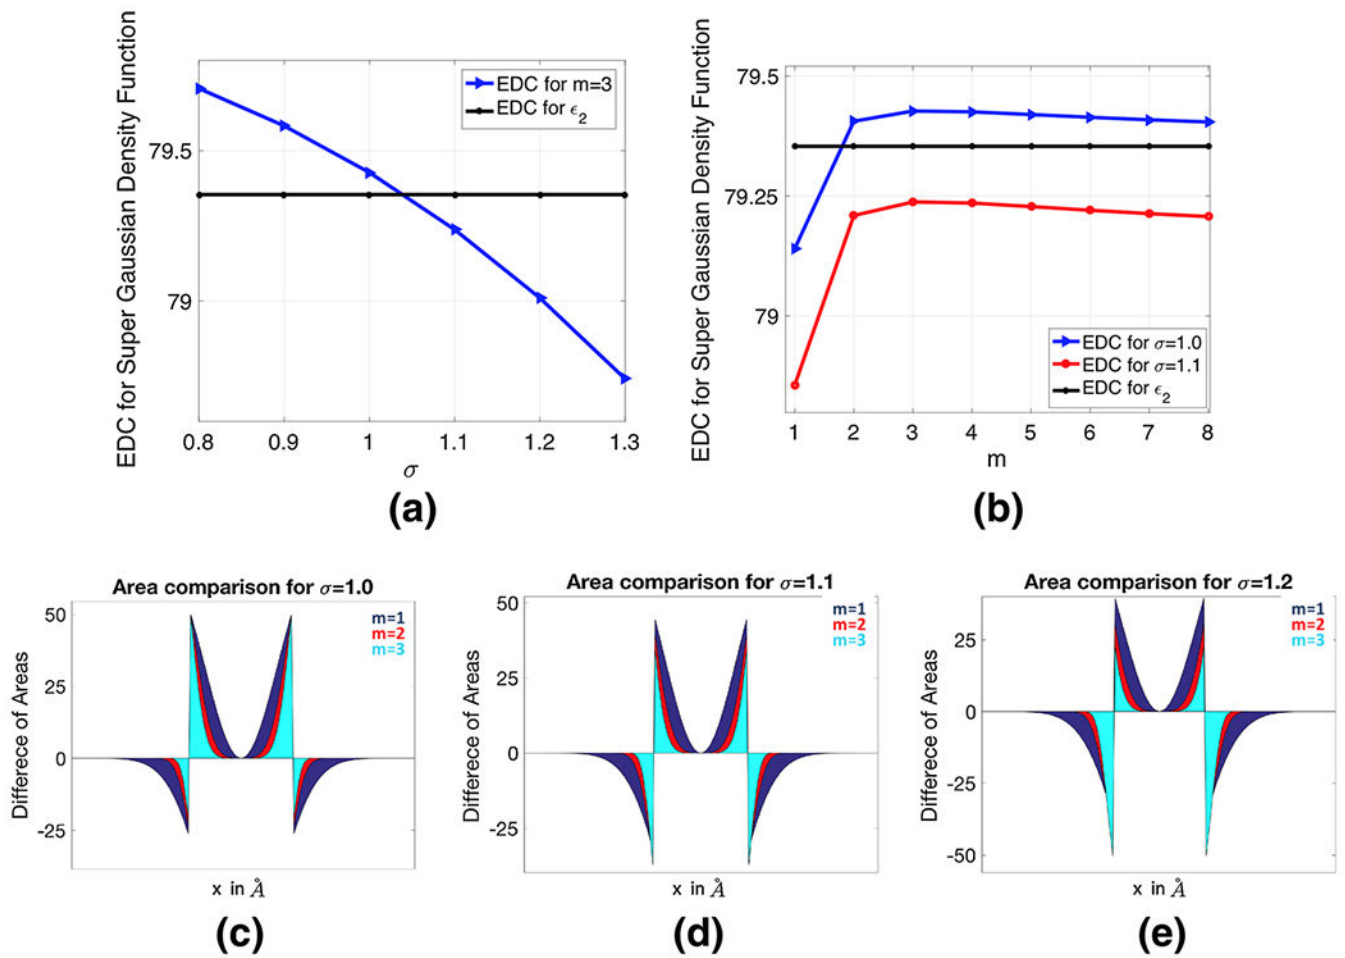 EDC for Super Gaussian Density Function
79.5
79
0.8 0.9 1 1.1 1.2 1.3
σ
EDC for m=3
EDC for ϵ2
(a)
EDC for Super Gaussian Density Function
79.5
79.25
79
1 2 3 4 5 6 7 8
m
EDC for σ=1.0
EDC for σ=1.1
EDC for ϵ2
(b)
Area comparison for σ=1.0
Differece of Areas
50
25
0
-25
m=1
m=2
m=3
x in Å
(c)
Area comparison for σ=1.1
Differece of Areas
50
25
0
-25
m=1
m=2
m=3
x in Å
(d)
Area comparison for σ=1.2
Differece of Areas
25
0
-25
-50
m=1
m=2
m=3
x in Å
(e)